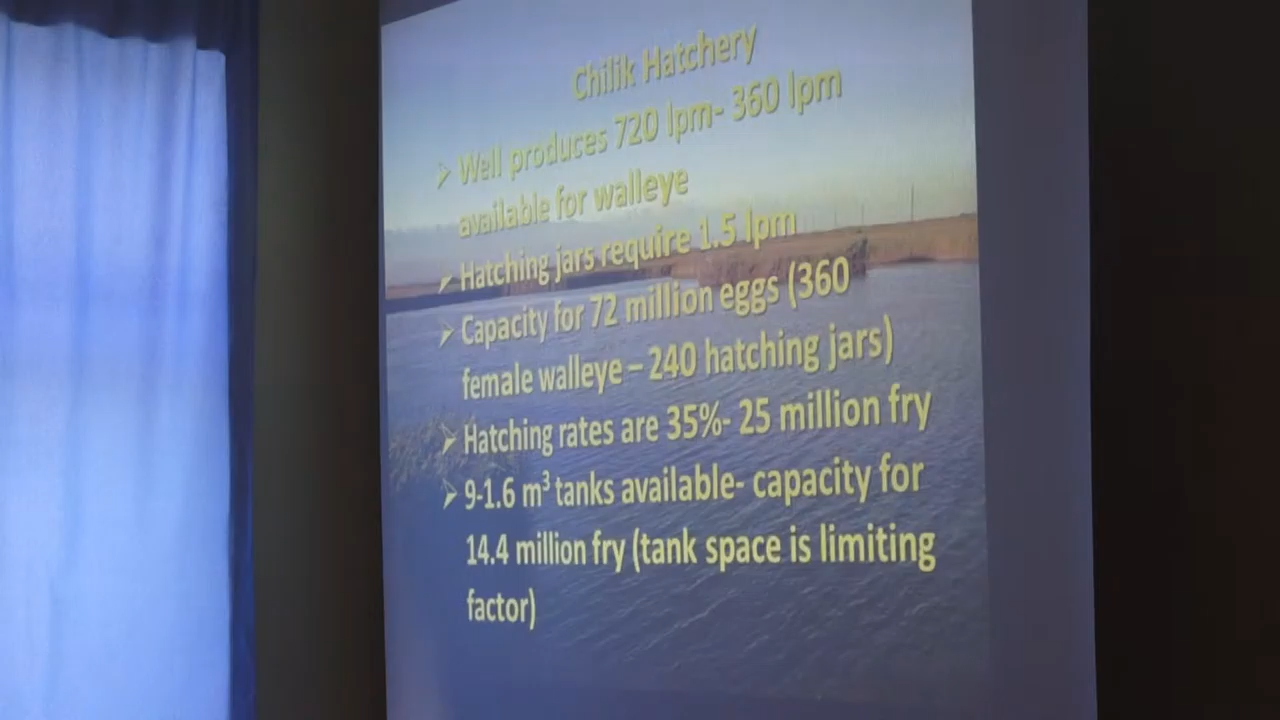 Chilik Hatchery
➢ Well produces 720 lpm- 360 lpm
available for walleye
➢ Hatching jars require 1.5 lpm
➢ Capacity for 72 million eggs (360
female walleye – 240 hatching jars)
➢ Hatching rates are 35%- 25 million fry
➢ 9-1.6 m³ tanks available- capacity for
14.4 million fry (tank space is limiting
factor)